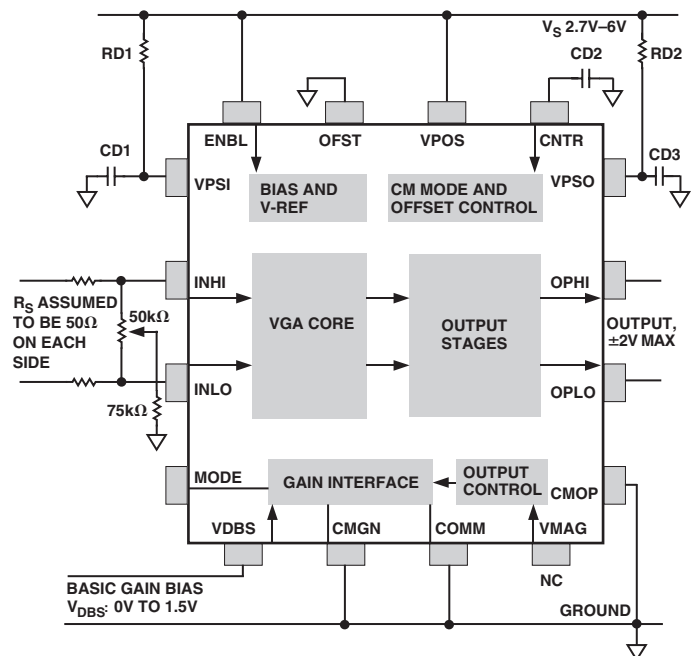 V_S 2.7V–6V
RD1
CD2
RD2
ENBL
OFST
VPOS
CNTR
CD1
CD3
VPSI
BIAS AND
V-REF
CM MODE AND
OFFSET CONTROL
VPSO
INHI
OPHI
R_S ASSUMED
TO BE 50Ω
ON EACH
SIDE
50kΩ
VGA CORE
OUTPUT
STAGES
OUTPUT,
±2V MAX
INLO
OPLO
75kΩ
MODE
GAIN INTERFACE
OUTPUT
CONTROL
CMOP
VDBS
CMGN
COMM
VMAG
NC
BASIC GAIN BIAS
V_DBS: 0V TO 1.5V
GROUND